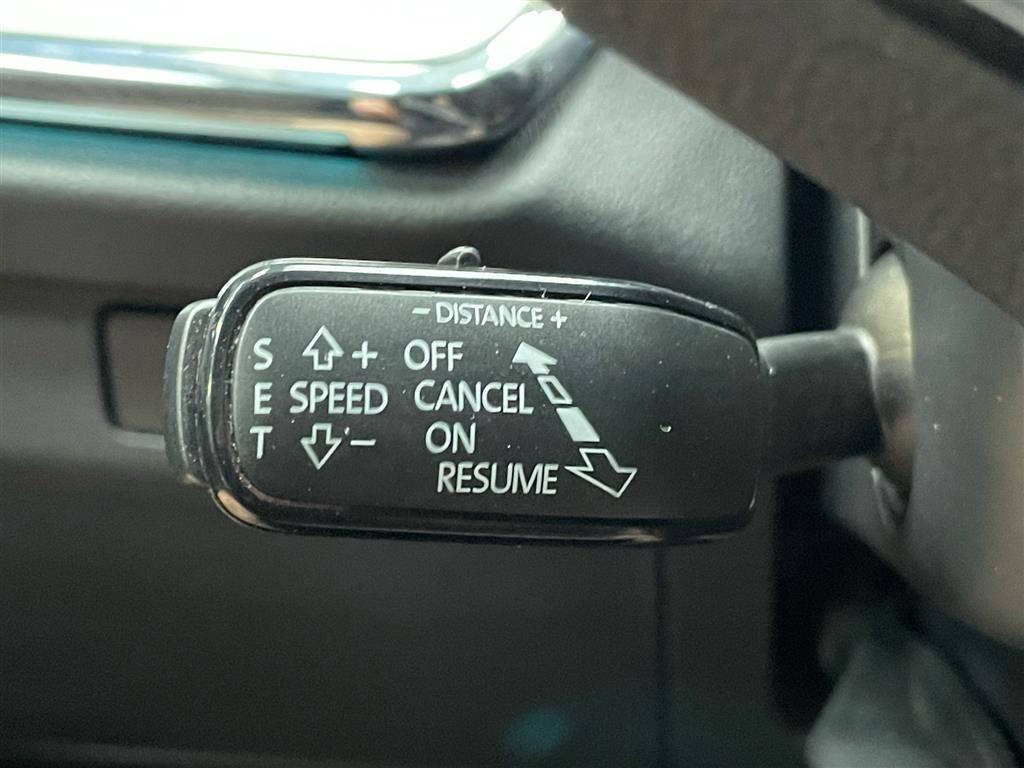 – DISTANCE +
S + OFF
E SPEED CANCEL
T – ON
RESUME